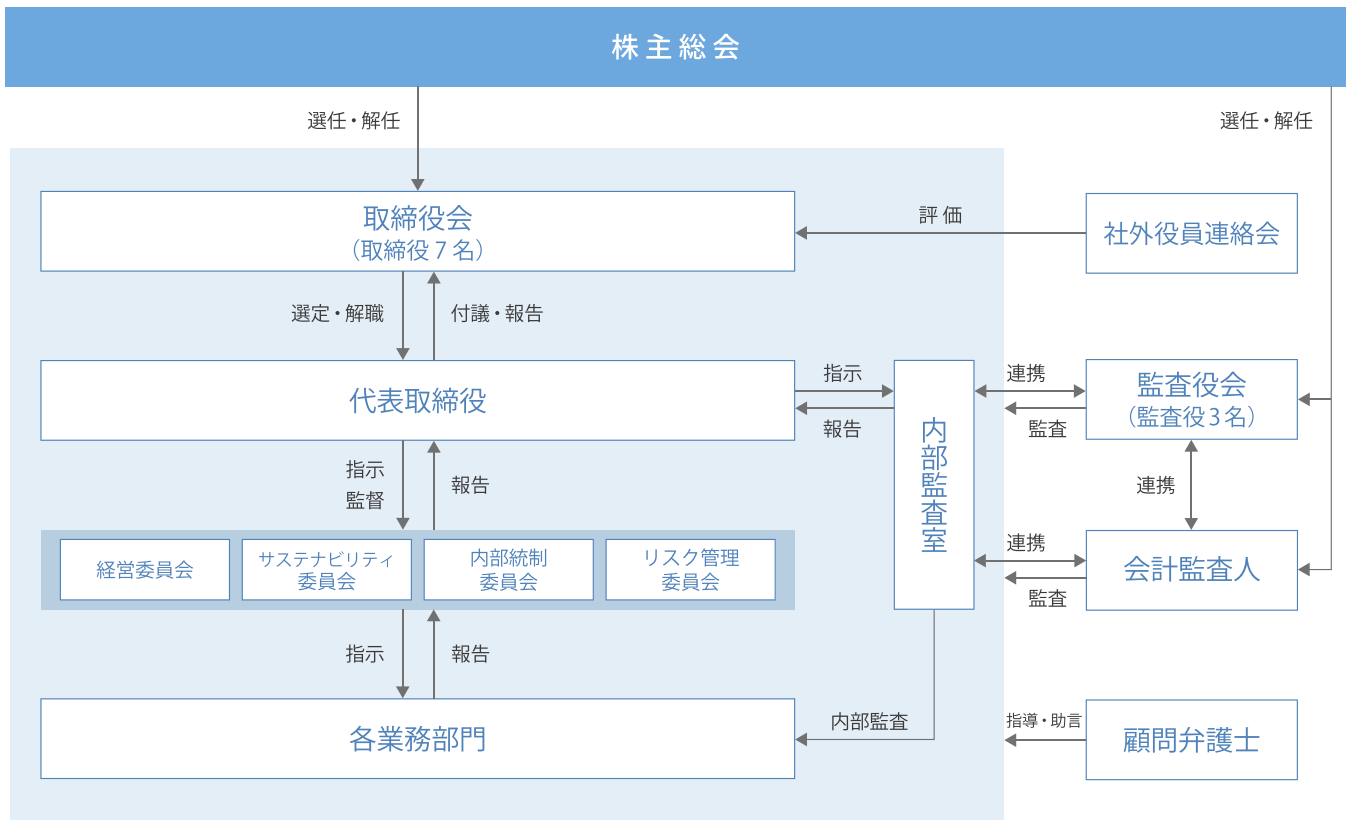 株主総会
選任・解任
選任・解任
取締役会
（取締役7名）
評価
社外役員連絡会
選定・解職
付議・報告
代表取締役
指示
報告
内部監査室
連携
監査
監査役会
（監査役3名）
指示
監督
報告
連携
経営委員会
サステナビリティ
委員会
内部統制
委員会
リスク管理
委員会
連携
監査
会計監査人
指示
報告
各業務部門
内部監査
指導・助言
顧問弁護士